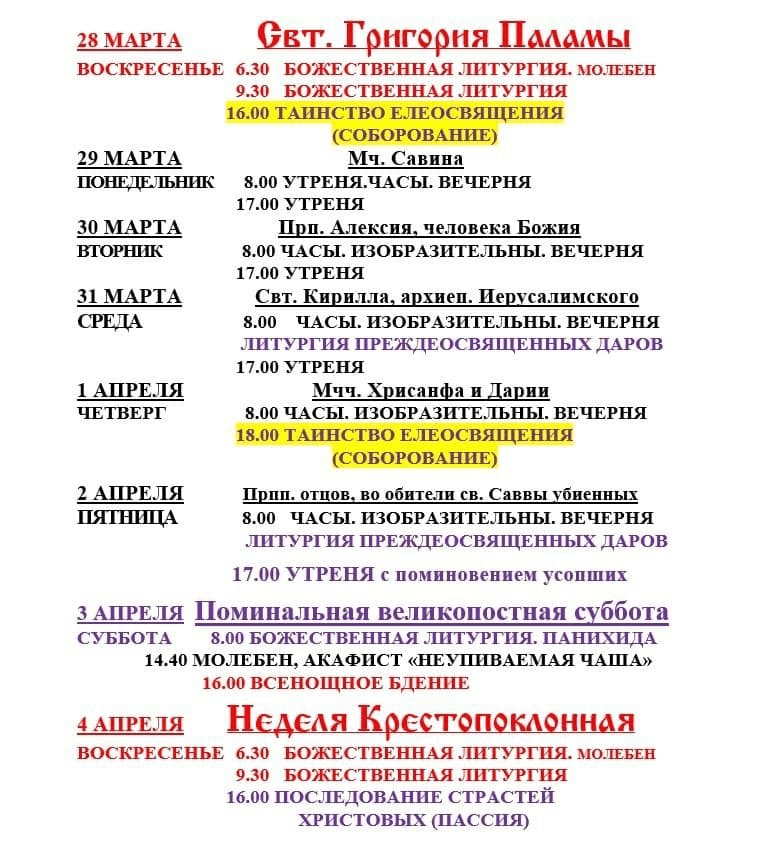 28 МАРТА Свт. Григория Паламы
ВОСКРЕСЕНЬЕ 6.30 БОЖЕСТВЕННАЯ ЛИТУРГИЯ. МОЛЕБЕН
9.30 БОЖЕСТВЕННАЯ ЛИТУРГИЯ
16.00 ТАИНСТВО ЕЛЕОСВЯЩЕНИЯ
(СОБОРОВАНИЕ)
29 МАРТА Мч. Савина
ПОНЕДЕЛЬНИК 8.00 УТРЕНЯ.ЧАСЫ. ВЕЧЕРНЯ
17.00 УТРЕНЯ
30 МАРТА Прп. Алексия, человека Божия
ВТОРНИК 8.00 ЧАСЫ. ИЗОБРАЗИТЕЛЬНЫ. ВЕЧЕРНЯ
17.00 УТРЕНЯ
31 МАРТА Свт. Кирилла, архиеп. Иерусалимского
СРЕДА 8.00 ЧАСЫ. ИЗОБРАЗИТЕЛЬНЫ. ВЕЧЕРНЯ
ЛИТУРГИЯ ПРЕЖДЕОСВЯЩЕННЫХ ДАРОВ
17.00 УТРЕНЯ
1 АПРЕЛЯ Мчч. Хрисанфа и Дарии
ЧЕТВЕРГ 8.00 ЧАСЫ. ИЗОБРАЗИТЕЛЬНЫ. ВЕЧЕРНЯ
18.00 ТАИНСТВО ЕЛЕОСВЯЩЕНИЯ
(СОБОРОВАНИЕ)
2 АПРЕЛЯ Прпп. отцов, во обители св. Саввы убиенных
ПЯТНИЦА 8.00 ЧАСЫ. ИЗОБРАЗИТЕЛЬНЫ. ВЕЧЕРНЯ
ЛИТУРГИЯ ПРЕЖДЕОСВЯЩЕННЫХ ДАРОВ
17.00 УТРЕНЯ с поминовением усопших
3 АПРЕЛЯ Поминальная великопостная суббота
СУББОТА 8.00 БОЖЕСТВЕННАЯ ЛИТУРГИЯ. ПАНИХИДА
14.40 МОЛЕБЕН, АКАФИСТ «НЕУПИВАЕМАЯ ЧАША»
16.00 ВСЕНОЩНОЕ БДЕНИЕ
4 АПРЕЛЯ Неделя Крестопоклонная
ВОСКРЕСЕНЬЕ 6.30 БОЖЕСТВЕННАЯ ЛИТУРГИЯ. МОЛЕБЕН
9.30 БОЖЕСТВЕННАЯ ЛИТУРГИЯ
16.00 ПОСЛЕДОВАНИЕ СТРАСТЕЙ
ХРИСТОВЫХ (ПАССИЯ)